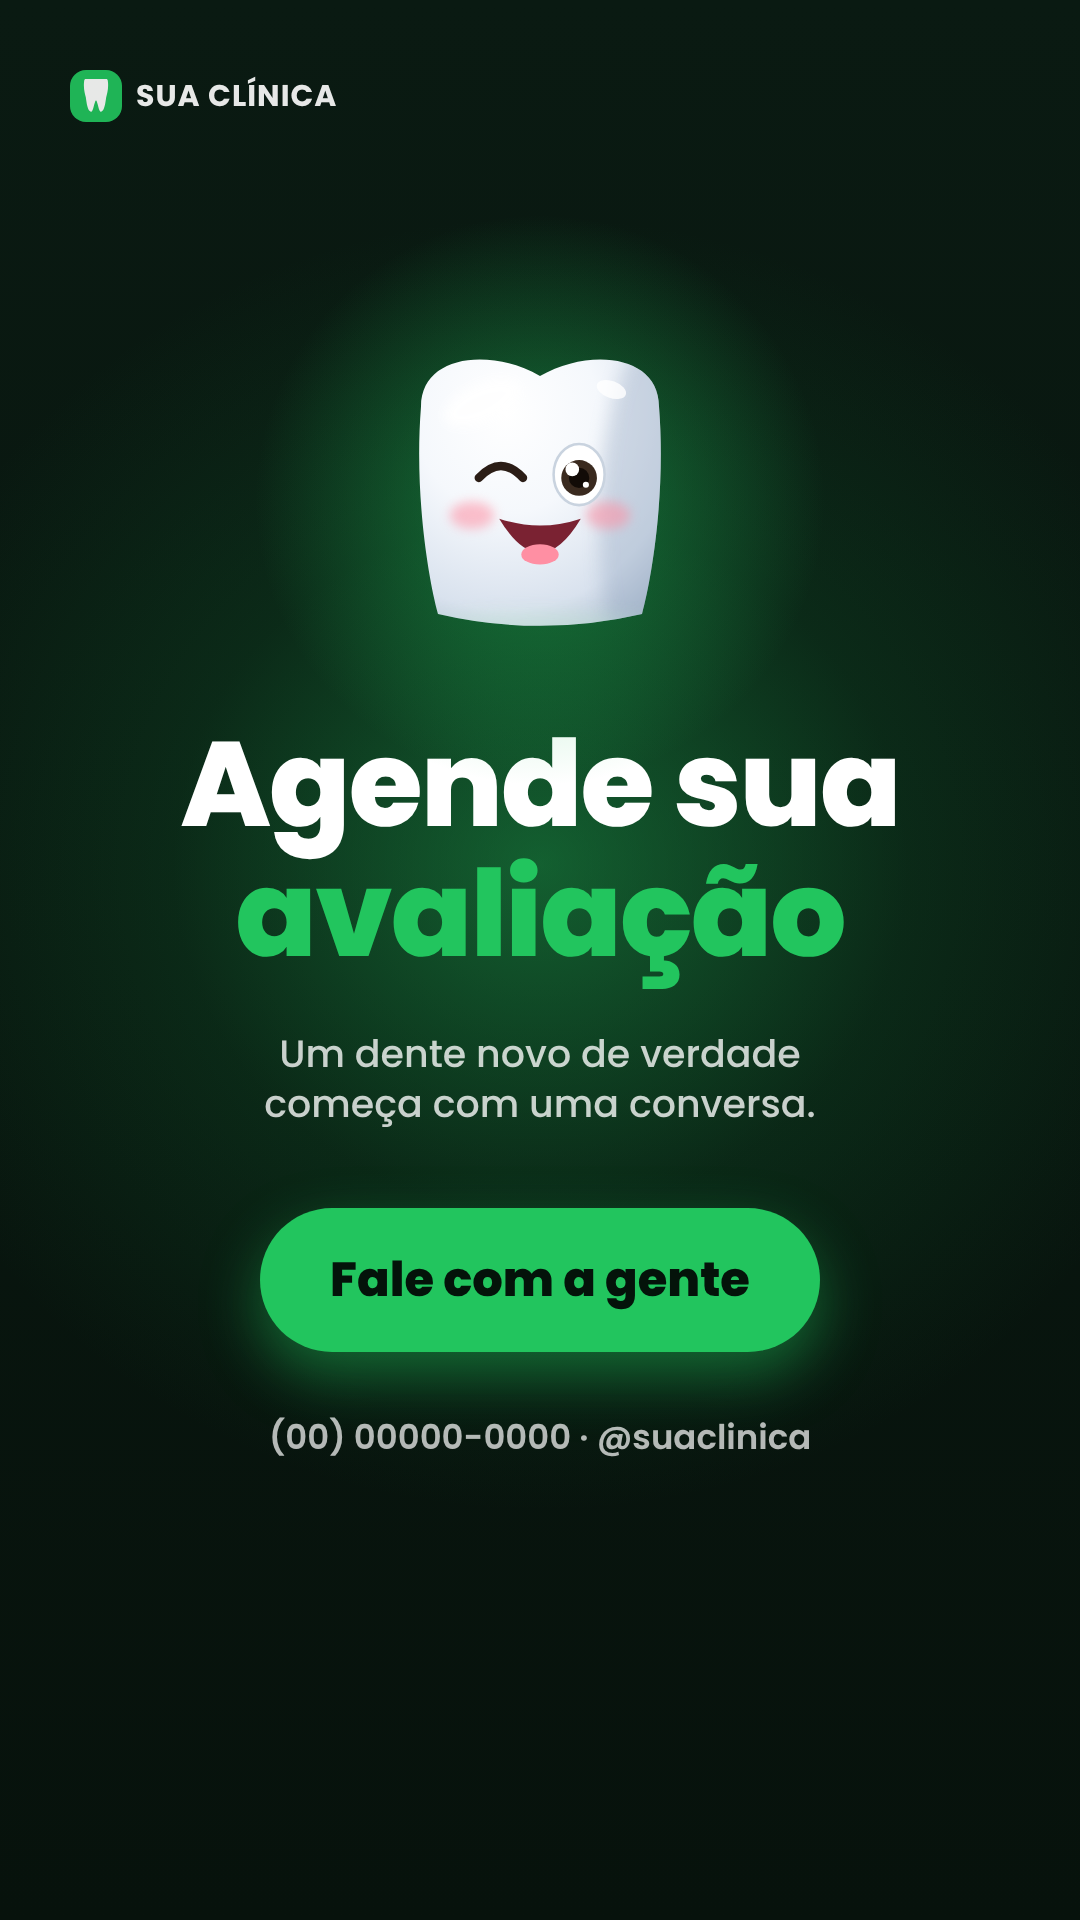 SUA CLÍNICA
Agende sua
avaliação
Um dente novo de verdade
começa com uma conversa.
Fale com a gente
(00) 00000-0000 · @suaclinica